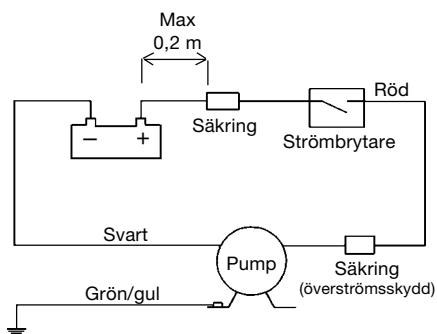 Max
0,2 m
Röd
− +
Säkring
Strömbrytare
Svart
Pump
Säkring
(överströmsskydd)
Grön/gul